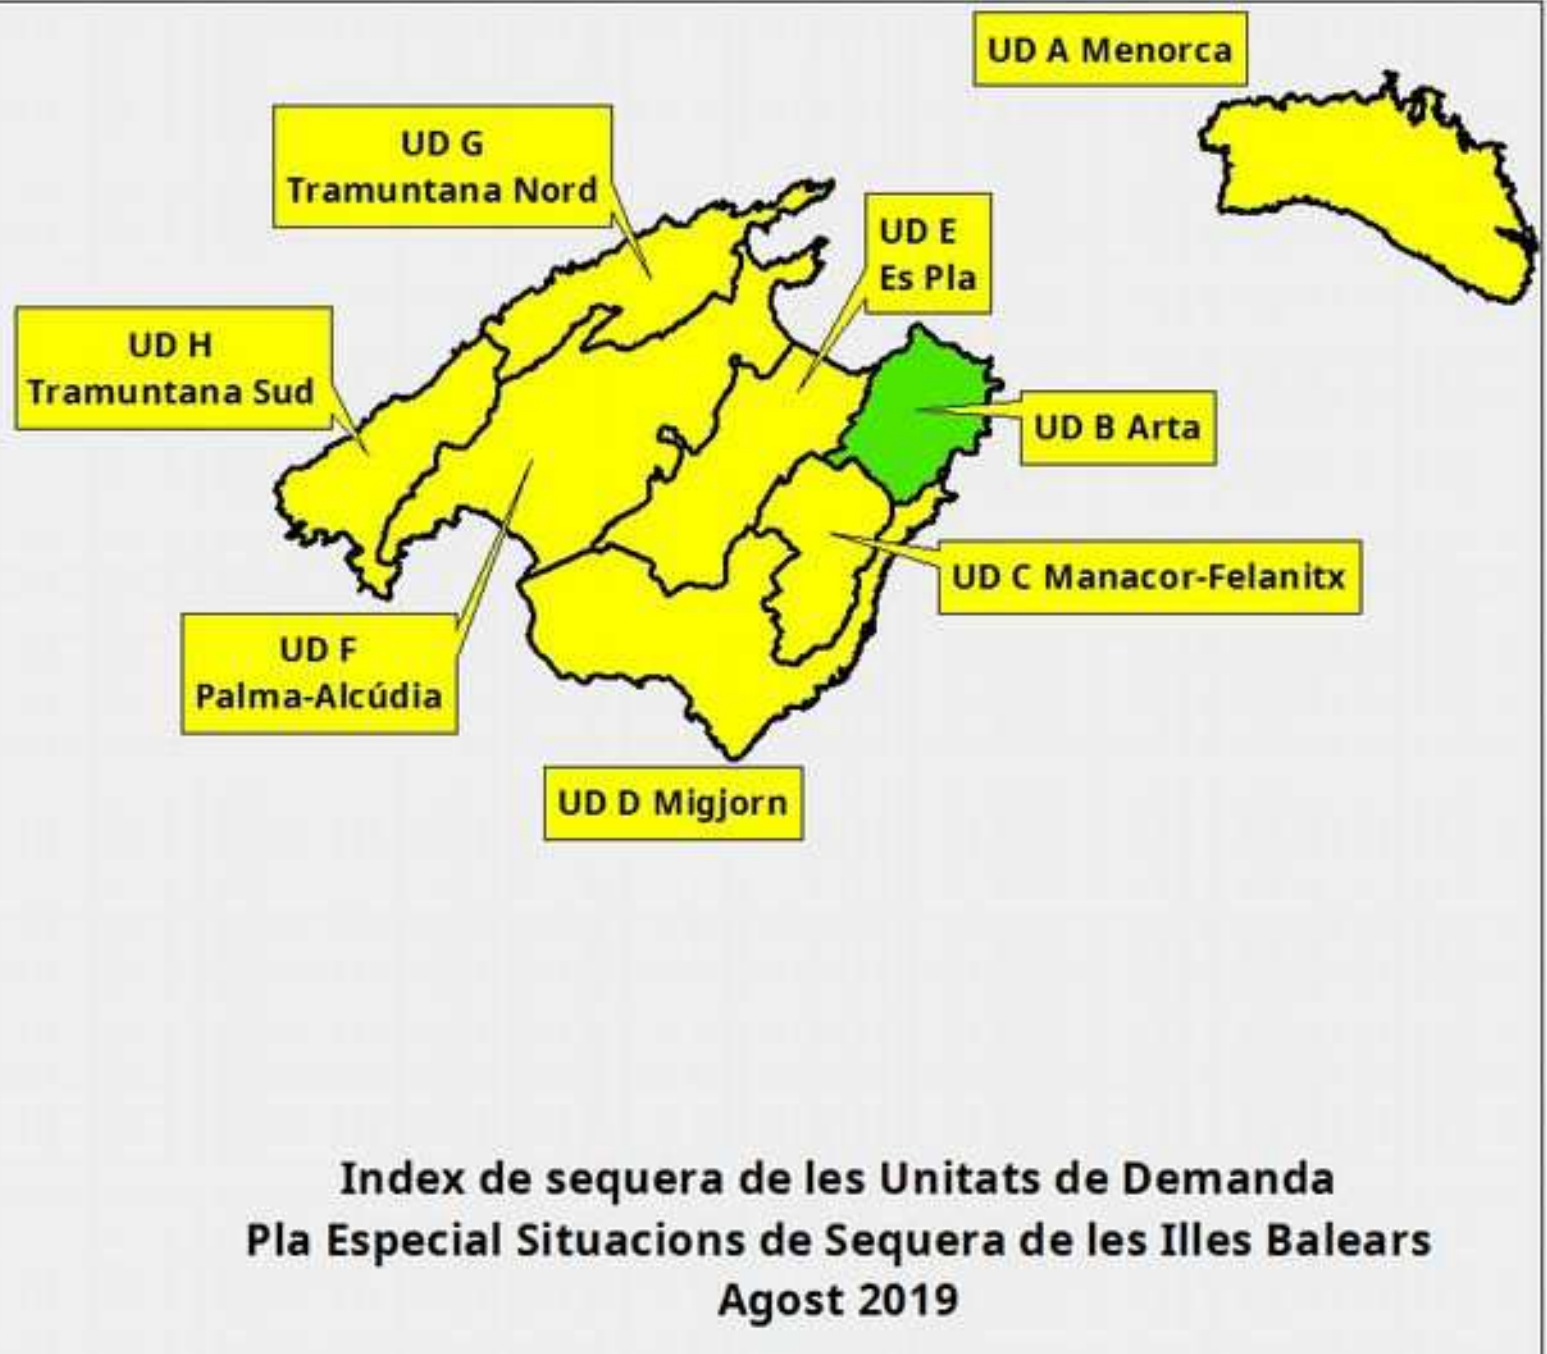 UD A Menorca
UD G
Tramuntana Nord
UD E
Es Pla
UD H
Tramuntana Sud
UD B Arta
UD C Manacor-Felanitx
UD F
Palma-Alcúdia
UD D Migjorn
Index de sequera de les Unitats de Demanda
Pla Especial Situacions de Sequera de les Illes Balears
Agost 2019